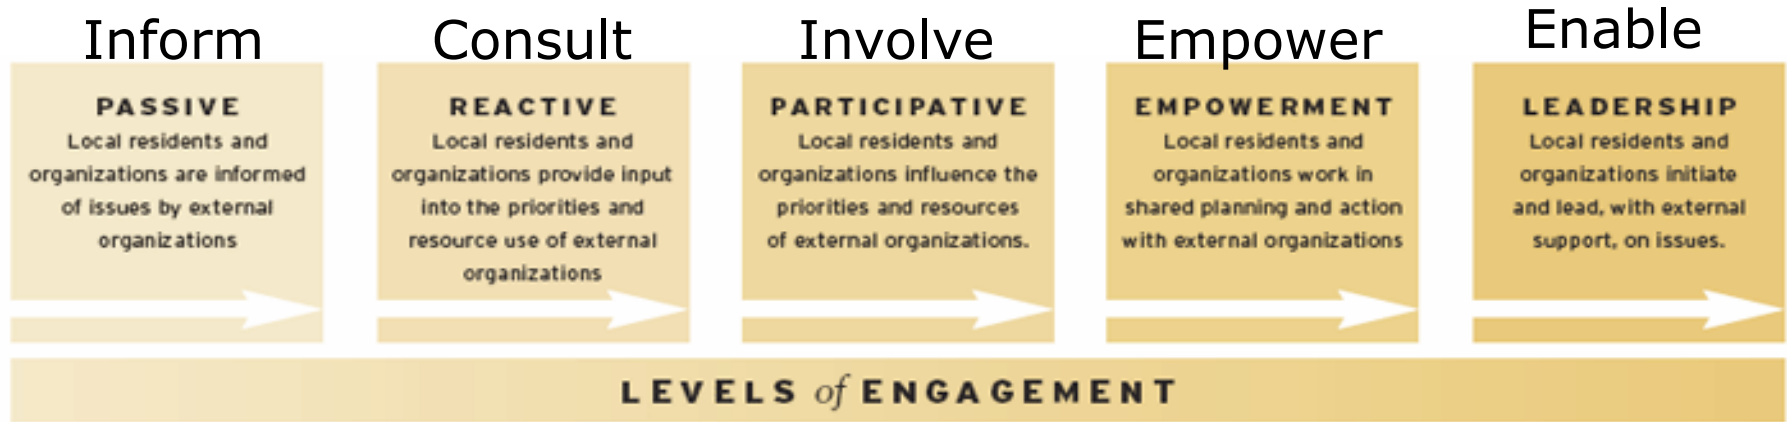 Inform
PASSIVE
Local residents and
organizations are informed
of issues by external
organizations
Consult
REACTIVE
Local residents and
organizations provide input
into the priorities and
resource use of external
organizations
Involve
PARTICIPATIVE
Local residents and
organizations influence the
priorities and resources
of external organizations.
Empower
EMPOWERMENT
Local residents and
organizations work in
shared planning and action
with external organizations
Enable
LEADERSHIP
Local residents and
organizations initiate
and lead, with external
support, on issues.
LEVELS of ENGAGEMENT